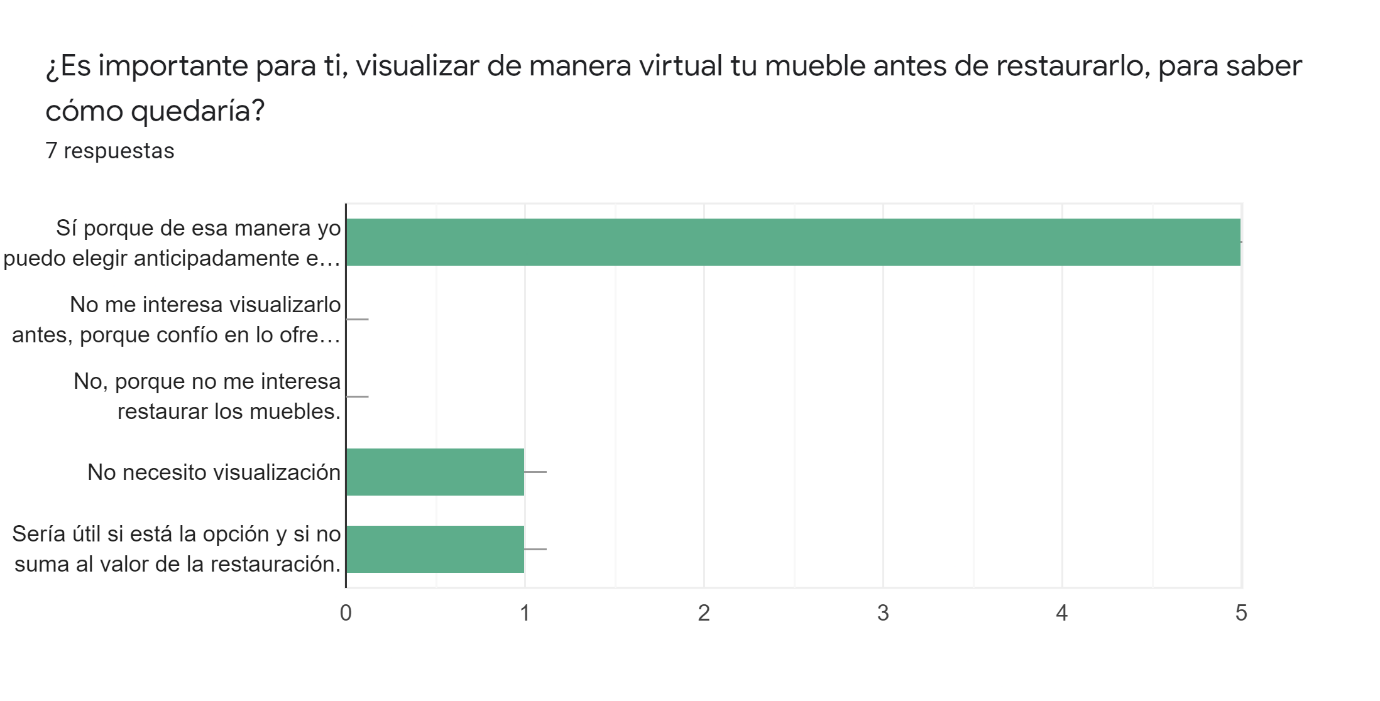 ¿Es importante para ti, visualizar de manera virtual tu mueble antes de restaurarlo, para saber
cómo quedaría?
7 respuestas
Sí porque de esa manera yo
puedo elegir anticipadamente e…
No me interesa visualizarlo
antes, porque confío en lo ofre…
No, porque no me interesa
restaurar los muebles.
No necesito visualización
Sería útil si está la opción y si no
suma al valor de la restauración.
0 1 2 3 4 5